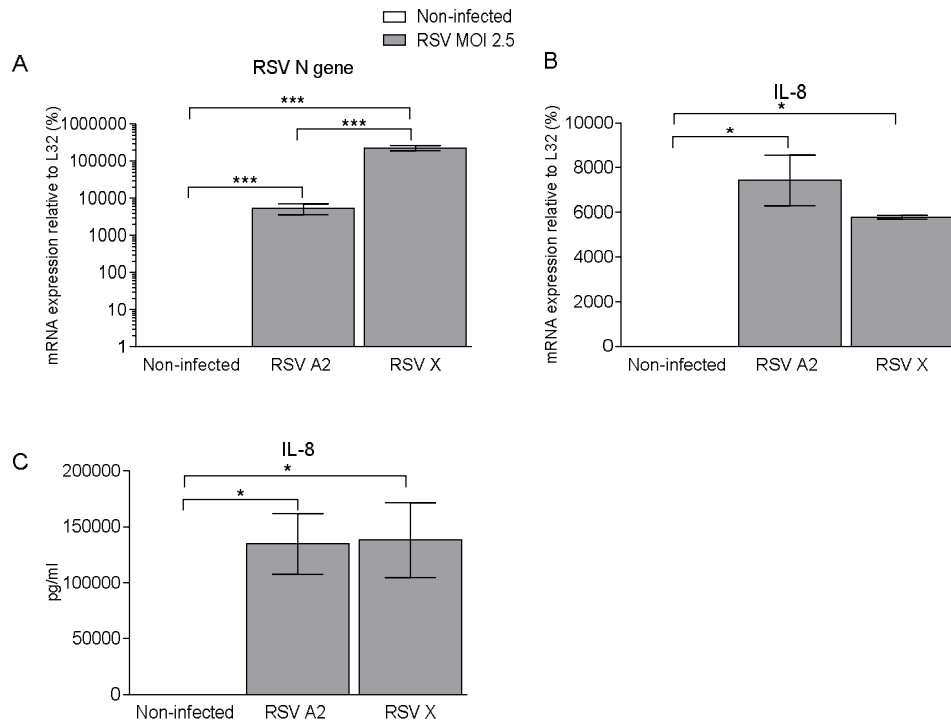 Non-infected
RSV MOI 2.5
A
RSV N gene
***
***
***
mRNA expression relative to L32 (%)
1000000
100000
10000
1000
100
10
1
Non-infected RSV A2 RSV X
B
IL-8
*
*
mRNA expression relative to L32 (%)
10000
8000
6000
4000
2000
0
Non-infected RSV A2 RSV X
C
IL-8
*
*
pg/ml
200000
150000
100000
50000
0
Non-infected RSV A2 RSV X